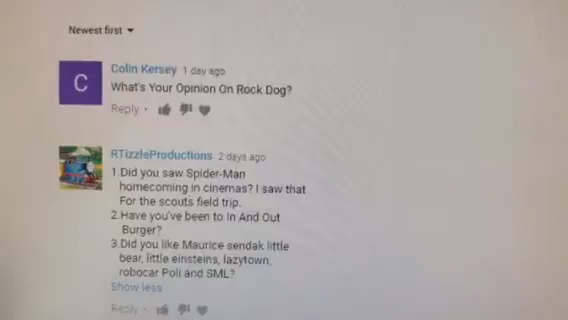 Newest first
C
Colin Kersey 1 day ago
What's Your Opinion On Rock Dog?
Reply
RTizzleProductions 2 days ago
1.Did you saw Spider-Man
homecoming in cinemas? I saw that
For the scouts field trip.
2.Have you've been to In And Out
Burger?
3.Did you like Maurice sendak little
bear, little einsteins, lazytown,
robocar Poli and SML?
Show less
Reply